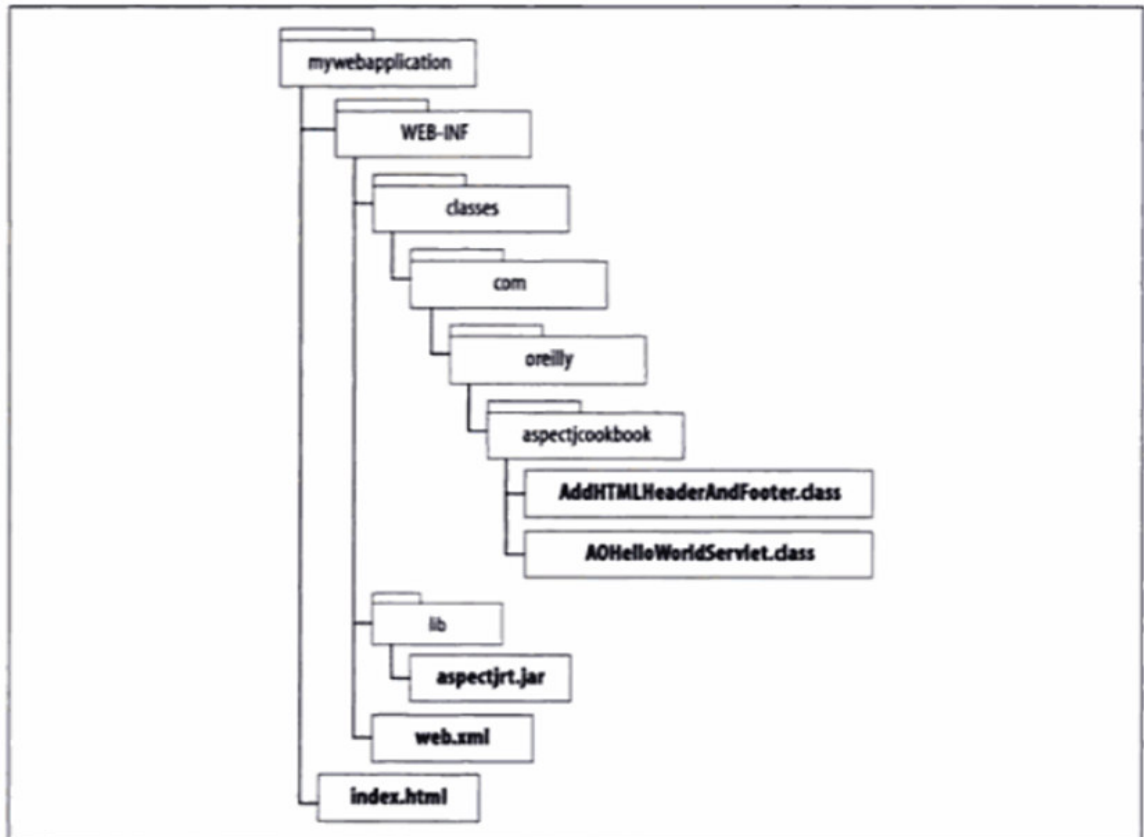 mywebapplication
WEB-INF
classes
com
oreilly
aspectjcookbook
AddHTMLHeaderAndFooter.class
AOHelloWorldServlet.class
lib
aspectjrt.jar
web.xml
index.html